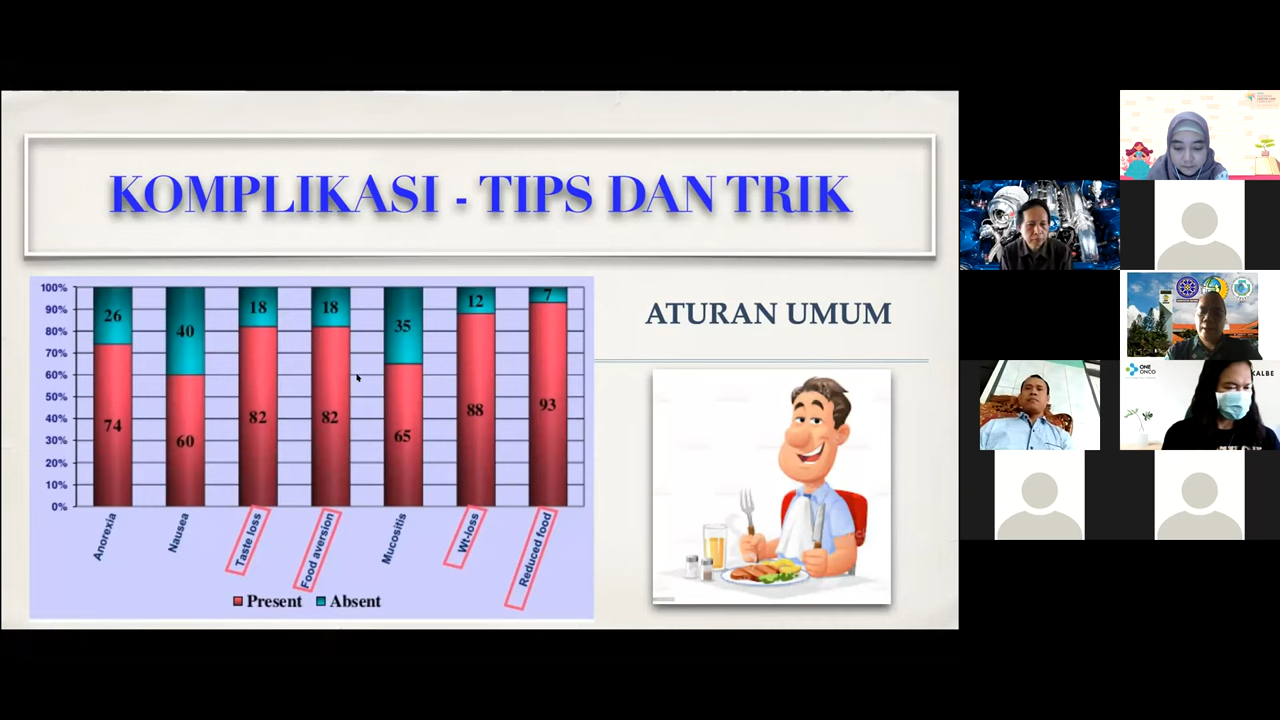 KOMPLIKASI - TIPS DAN TRIK
100%
90%
80%
70%
60%
50%
40%
30%
20%
10%
0%
26 40 18 18 35 12 7
74 60 82 82 65 88 93
Anorexia
Nausea
Taste loss
Food aversion
Mucositis
Wt-loss
Reduced food
Present Absent
ATURAN UMUM
ONE
ONCO
KALBE